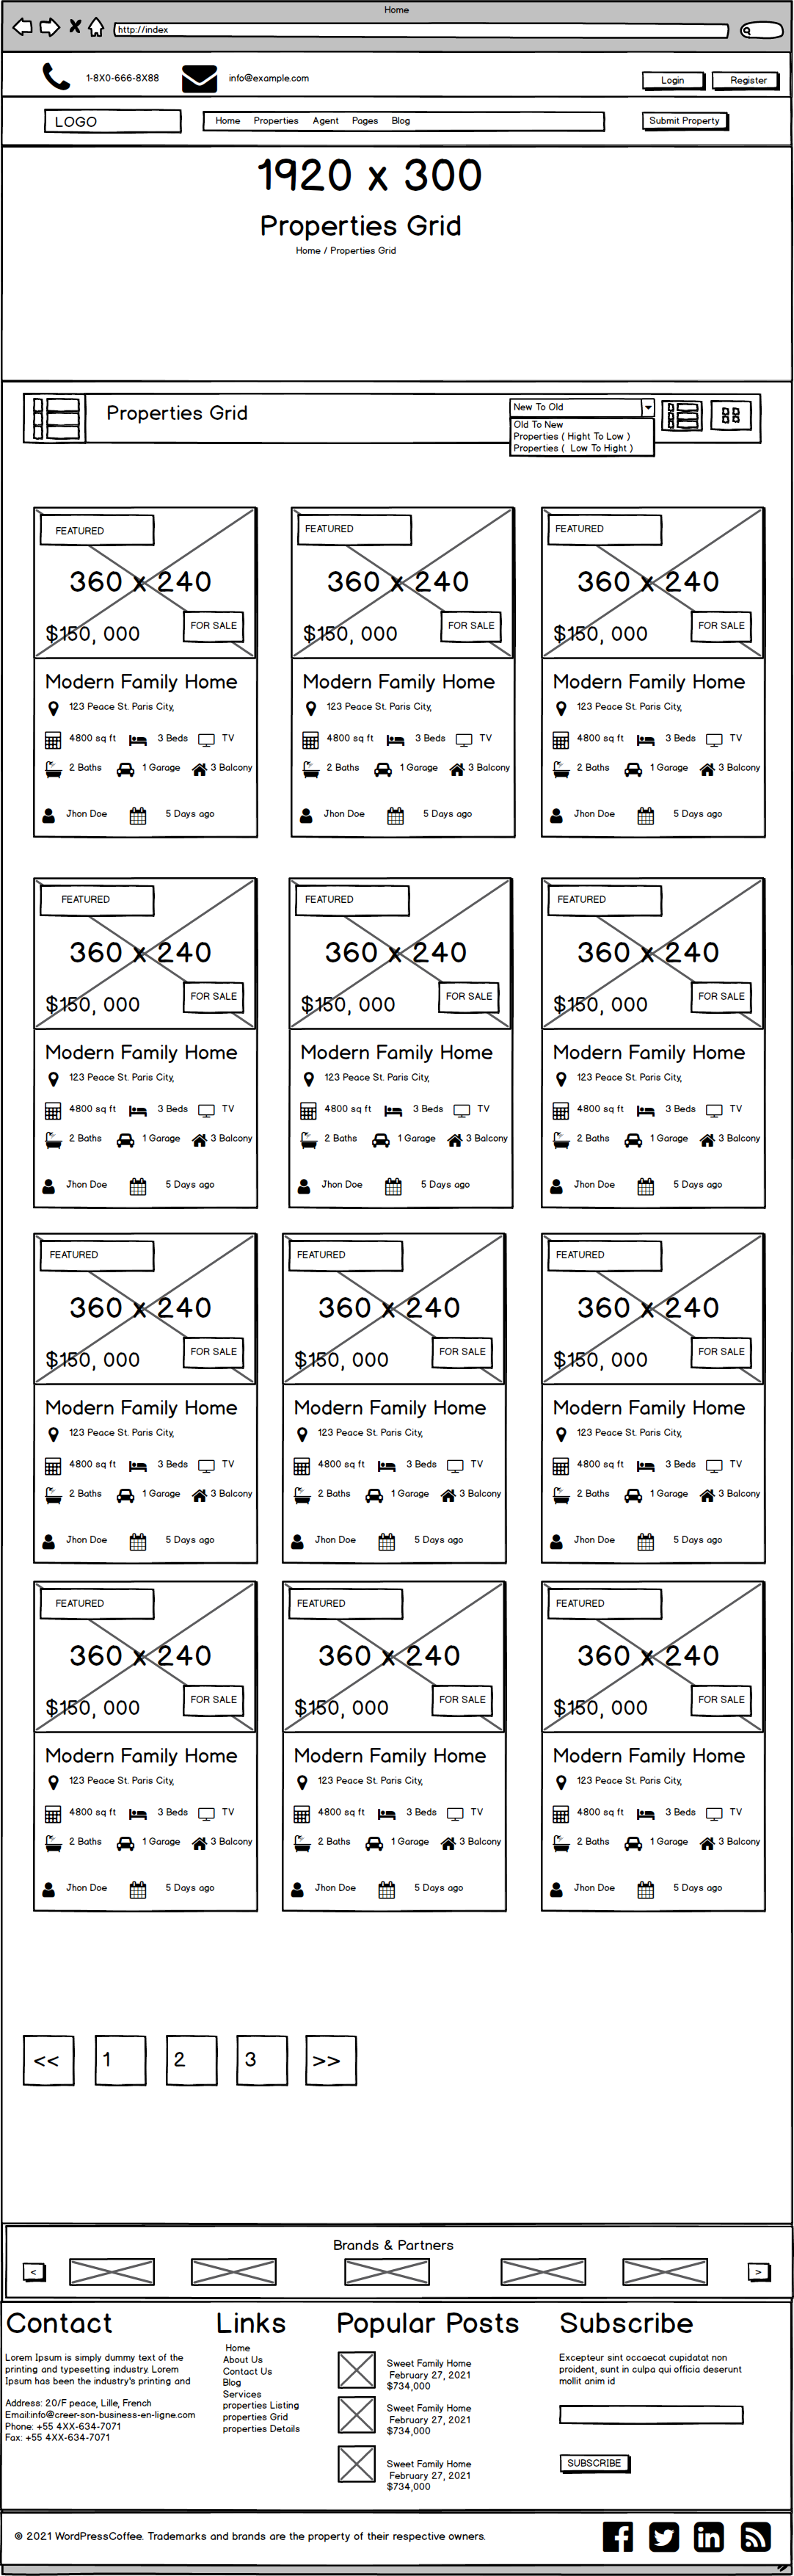 Home
http://index
1-8X0-666-8X88 info@example.com Login Register
LOGO Home Properties Agent Pages Blog Submit Property
1920 x 300
Properties Grid
Home / Properties Grid
Properties Grid
New To Old
Old To New
Properties ( Hight To Low )
Properties ( Low To Hight )
FEATURED FEATURED FEATURED
360 x 240 360 x 240 360 x 240
$150, 000 FOR SALE $150, 000 FOR SALE $150, 000 FOR SALE
Modern Family Home Modern Family Home Modern Family Home
123 Peace St. Paris City, 123 Peace St. Paris City, 123 Peace St. Paris City,
4800 sq ft 3 Beds TV 4800 sq ft 3 Beds TV 4800 sq ft 3 Beds TV
2 Baths 1 Garage 3 Balcony 2 Baths 1 Garage 3 Balcony 2 Baths 1 Garage 3 Balcony
Jhon Doe 5 Days ago Jhon Doe 5 Days ago Jhon Doe 5 Days ago
FEATURED FEATURED FEATURED
360 x 240 360 x 240 360 x 240
$150, 000 FOR SALE $150, 000 FOR SALE $150, 000 FOR SALE
Modern Family Home Modern Family Home Modern Family Home
123 Peace St. Paris City, 123 Peace St. Paris City, 123 Peace St. Paris City,
4800 sq ft 3 Beds TV 4800 sq ft 3 Beds TV 4800 sq ft 3 Beds TV
2 Baths 1 Garage 3 Balcony 2 Baths 1 Garage 3 Balcony 2 Baths 1 Garage 3 Balcony
Jhon Doe 5 Days ago Jhon Doe 5 Days ago Jhon Doe 5 Days ago
FEATURED FEATURED FEATURED
360 x 240 360 x 240 360 x 240
$150, 000 FOR SALE $150, 000 FOR SALE $150, 000 FOR SALE
Modern Family Home Modern Family Home Modern Family Home
123 Peace St. Paris City, 123 Peace St. Paris City, 123 Peace St. Paris City,
4800 sq ft 3 Beds TV 4800 sq ft 3 Beds TV 4800 sq ft 3 Beds TV
2 Baths 1 Garage 3 Balcony 2 Baths 1 Garage 3 Balcony 2 Baths 1 Garage 3 Balcony
Jhon Doe 5 Days ago Jhon Doe 5 Days ago Jhon Doe 5 Days ago
FEATURED FEATURED FEATURED
360 x 240 360 x 240 360 x 240
$150, 000 FOR SALE $150, 000 FOR SALE $150, 000 FOR SALE
Modern Family Home Modern Family Home Modern Family Home
123 Peace St. Paris City, 123 Peace St. Paris City, 123 Peace St. Paris City,
4800 sq ft 3 Beds TV 4800 sq ft 3 Beds TV 4800 sq ft 3 Beds TV
2 Baths 1 Garage 3 Balcony 2 Baths 1 Garage 3 Balcony 2 Baths 1 Garage 3 Balcony
Jhon Doe 5 Days ago Jhon Doe 5 Days ago Jhon Doe 5 Days ago
<< 1 2 3 >>
Brands & Partners
< >
Contact
Lorem Ipsum is simply dummy text of the
printing and typesetting industry. Lorem
Ipsum has been the industry's printing and
Address: 20/F peace, Lille, French
Email:info@creer-son-business-en-ligne.com
Phone: +55 4XX-634-7071
Fax: +55 4XX-634-7071
Links
Home
About Us
Contact Us
Blog
Services
properties Listing
properties Grid
properties Details
Popular Posts
Sweet Family Home
February 27, 2021
$734,000
Sweet Family Home
February 27, 2021
$734,000
Sweet Family Home
February 27, 2021
$734,000
Subscribe
Excepteur sint occaecat cupidatat non
proident, sunt in culpa qui officia deserunt
mollit anim id
SUBSCRIBE
© 2021 WordPressCoffee. Trademarks and brands are the property of their respective owners.